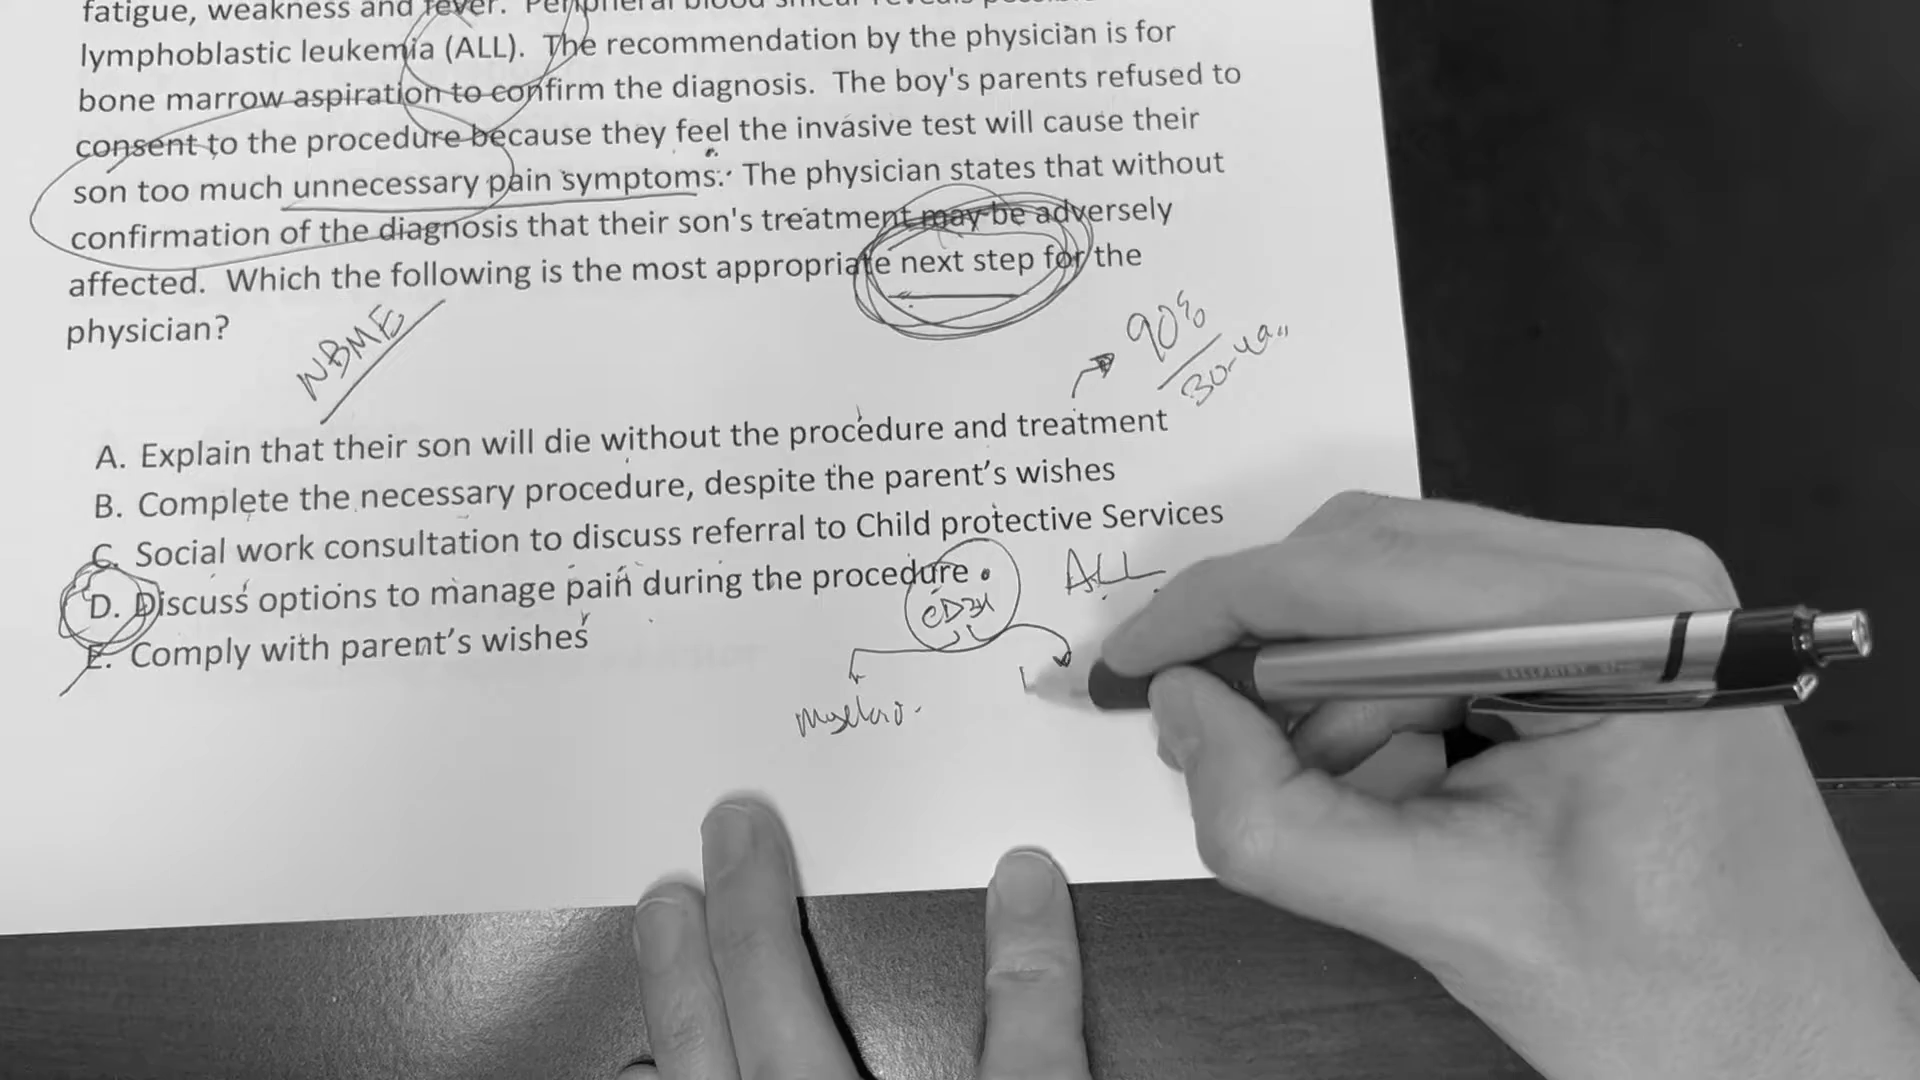 fatigue, weakness and fever. Peripheral blood smear reveals
lymphoblastic leukemia (ALL). The recommendation by the physician is for
bone marrow aspiration to confirm the diagnosis. The boy's parents refused to
consent to the procedure because they feel the invasive test will cause their
son too much unnecessary pain symptoms. The physician states that without
confirmation of the diagnosis that their son's treatment may be adversely
affected. Which the following is the most appropriate next step for the
physician?
NBME
90%
A. Explain that their son will die without the procedure and treatment
B. Complete the necessary procedure, despite the parent's wishes
C. Social work consultation to discuss referral to Child protective Services
D. Discuss options to manage pain during the procedure
ALL
E. Comply with parent's wishes